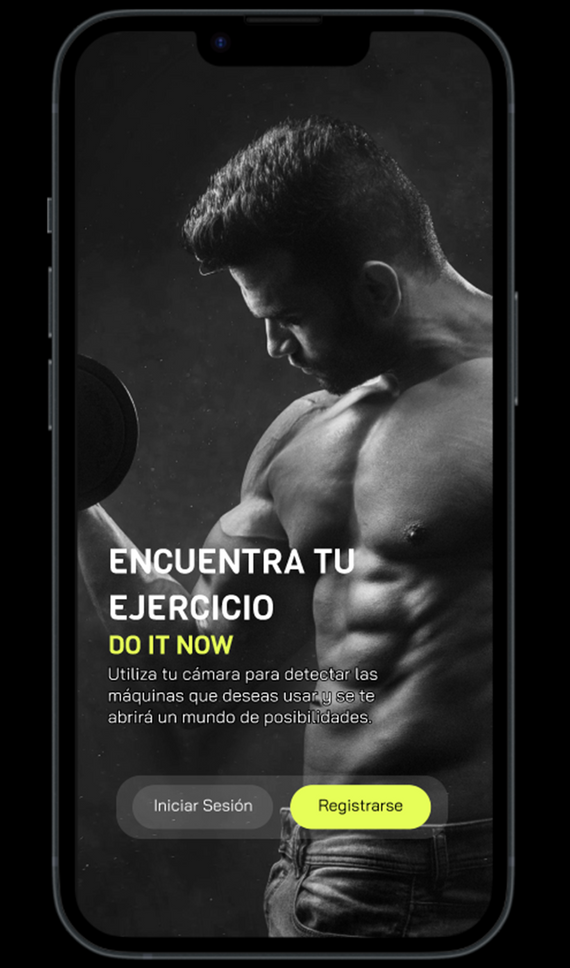 ENCUENTRA TU
EJERCICIO
DO IT NOW
Utiliza tu cámara para detectar las
máquinas que deseas usar y se te
abrirá un mundo de posibilidades.
Iniciar Sesión
Registrarse